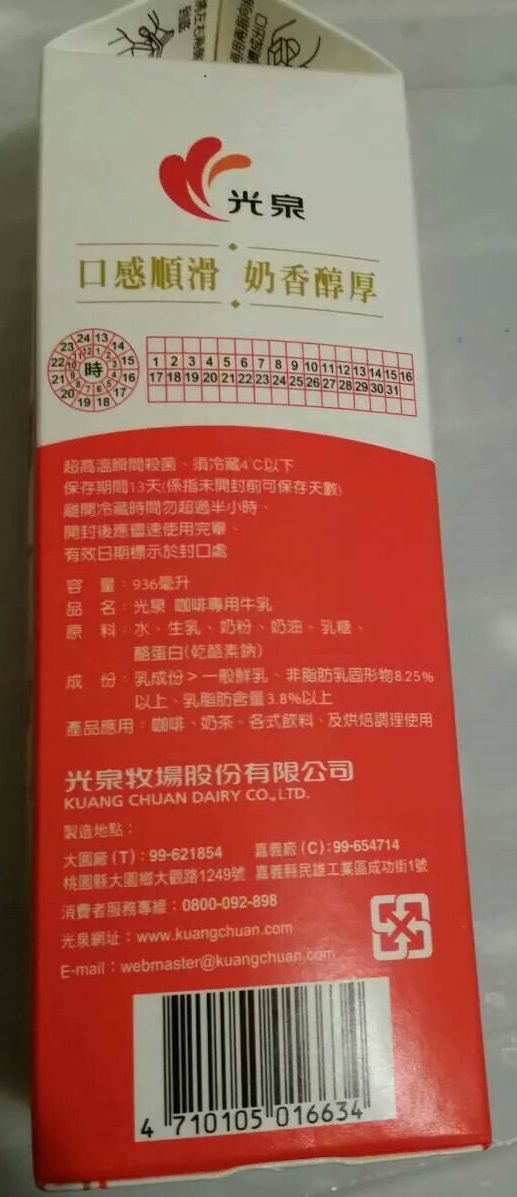 光泉
口感順滑 奶香醇厚
時
1 2 3 4 5 6 7 8 9 10 11 12 13 14 15 16
17 18 19 20 21 22 23 24 25 26 27 28 29 30 31
超高溫瞬間殺菌、須冷藏4°C以下
保存期間13天(係指未開封前可保存天數)
離開冷藏時間勿超過半小時、
開封後應儘速使用完畢、
有效日期標示於封口處
容 量：936毫升
品 名：光泉 咖啡專用牛乳
原 料：水、生乳、奶粉、奶油、乳糖、
酪蛋白(乾酪素鈉)
成 份：乳成份>一般鮮乳、非脂肪乳固形物8.25%
以上、乳脂肪含量3.8%以上
產品應用：咖啡、奶茶、各式飲料、及烘焙調理使用
光泉牧場股份有限公司
KUANG CHUAN DAIRY CO.,LTD.
製造地點：
大園廠(T)：99-621854 嘉義廠(C)：99-654714
桃園縣大園鄉大觀路1249號 嘉義縣民雄工業區成功街1號
消費者服務專線：0800-092-898
光泉網址：www.kuangchuan.com
E-mail：webmaster@kuangchuan.com
4 710105 016634